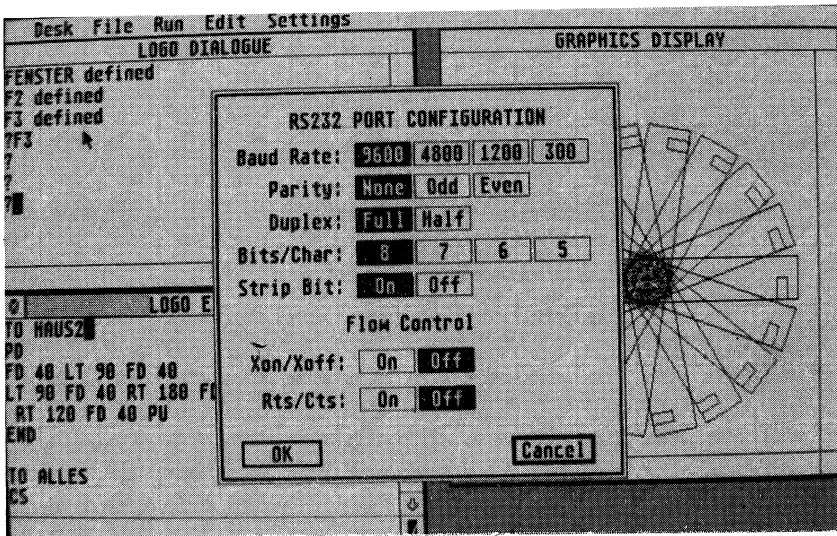 Desk File Run Edit Settings
LOGO DIALOGUE
GRAPHICS DISPLAY
FENSTER defined
F2 defined
F3 defined
?F3
?
?
?
RS232 PORT CONFIGURATION
Baud Rate: 9600 4800 1200 300
Parity: None Odd Even
Duplex: Full Half
Bits/Char: 8 7 6 5
Strip Bit: On Off
Flow Control
Xon/Xoff: On Off
Rts/Cts: On Off
OK Cancel
LOGO E
TO HAUS2
PD
FD 40 LT 90 FD 40
LT 90 FD 40 RT 180 F
RT 120 FD 40 PU
END
TO ALLES
CS